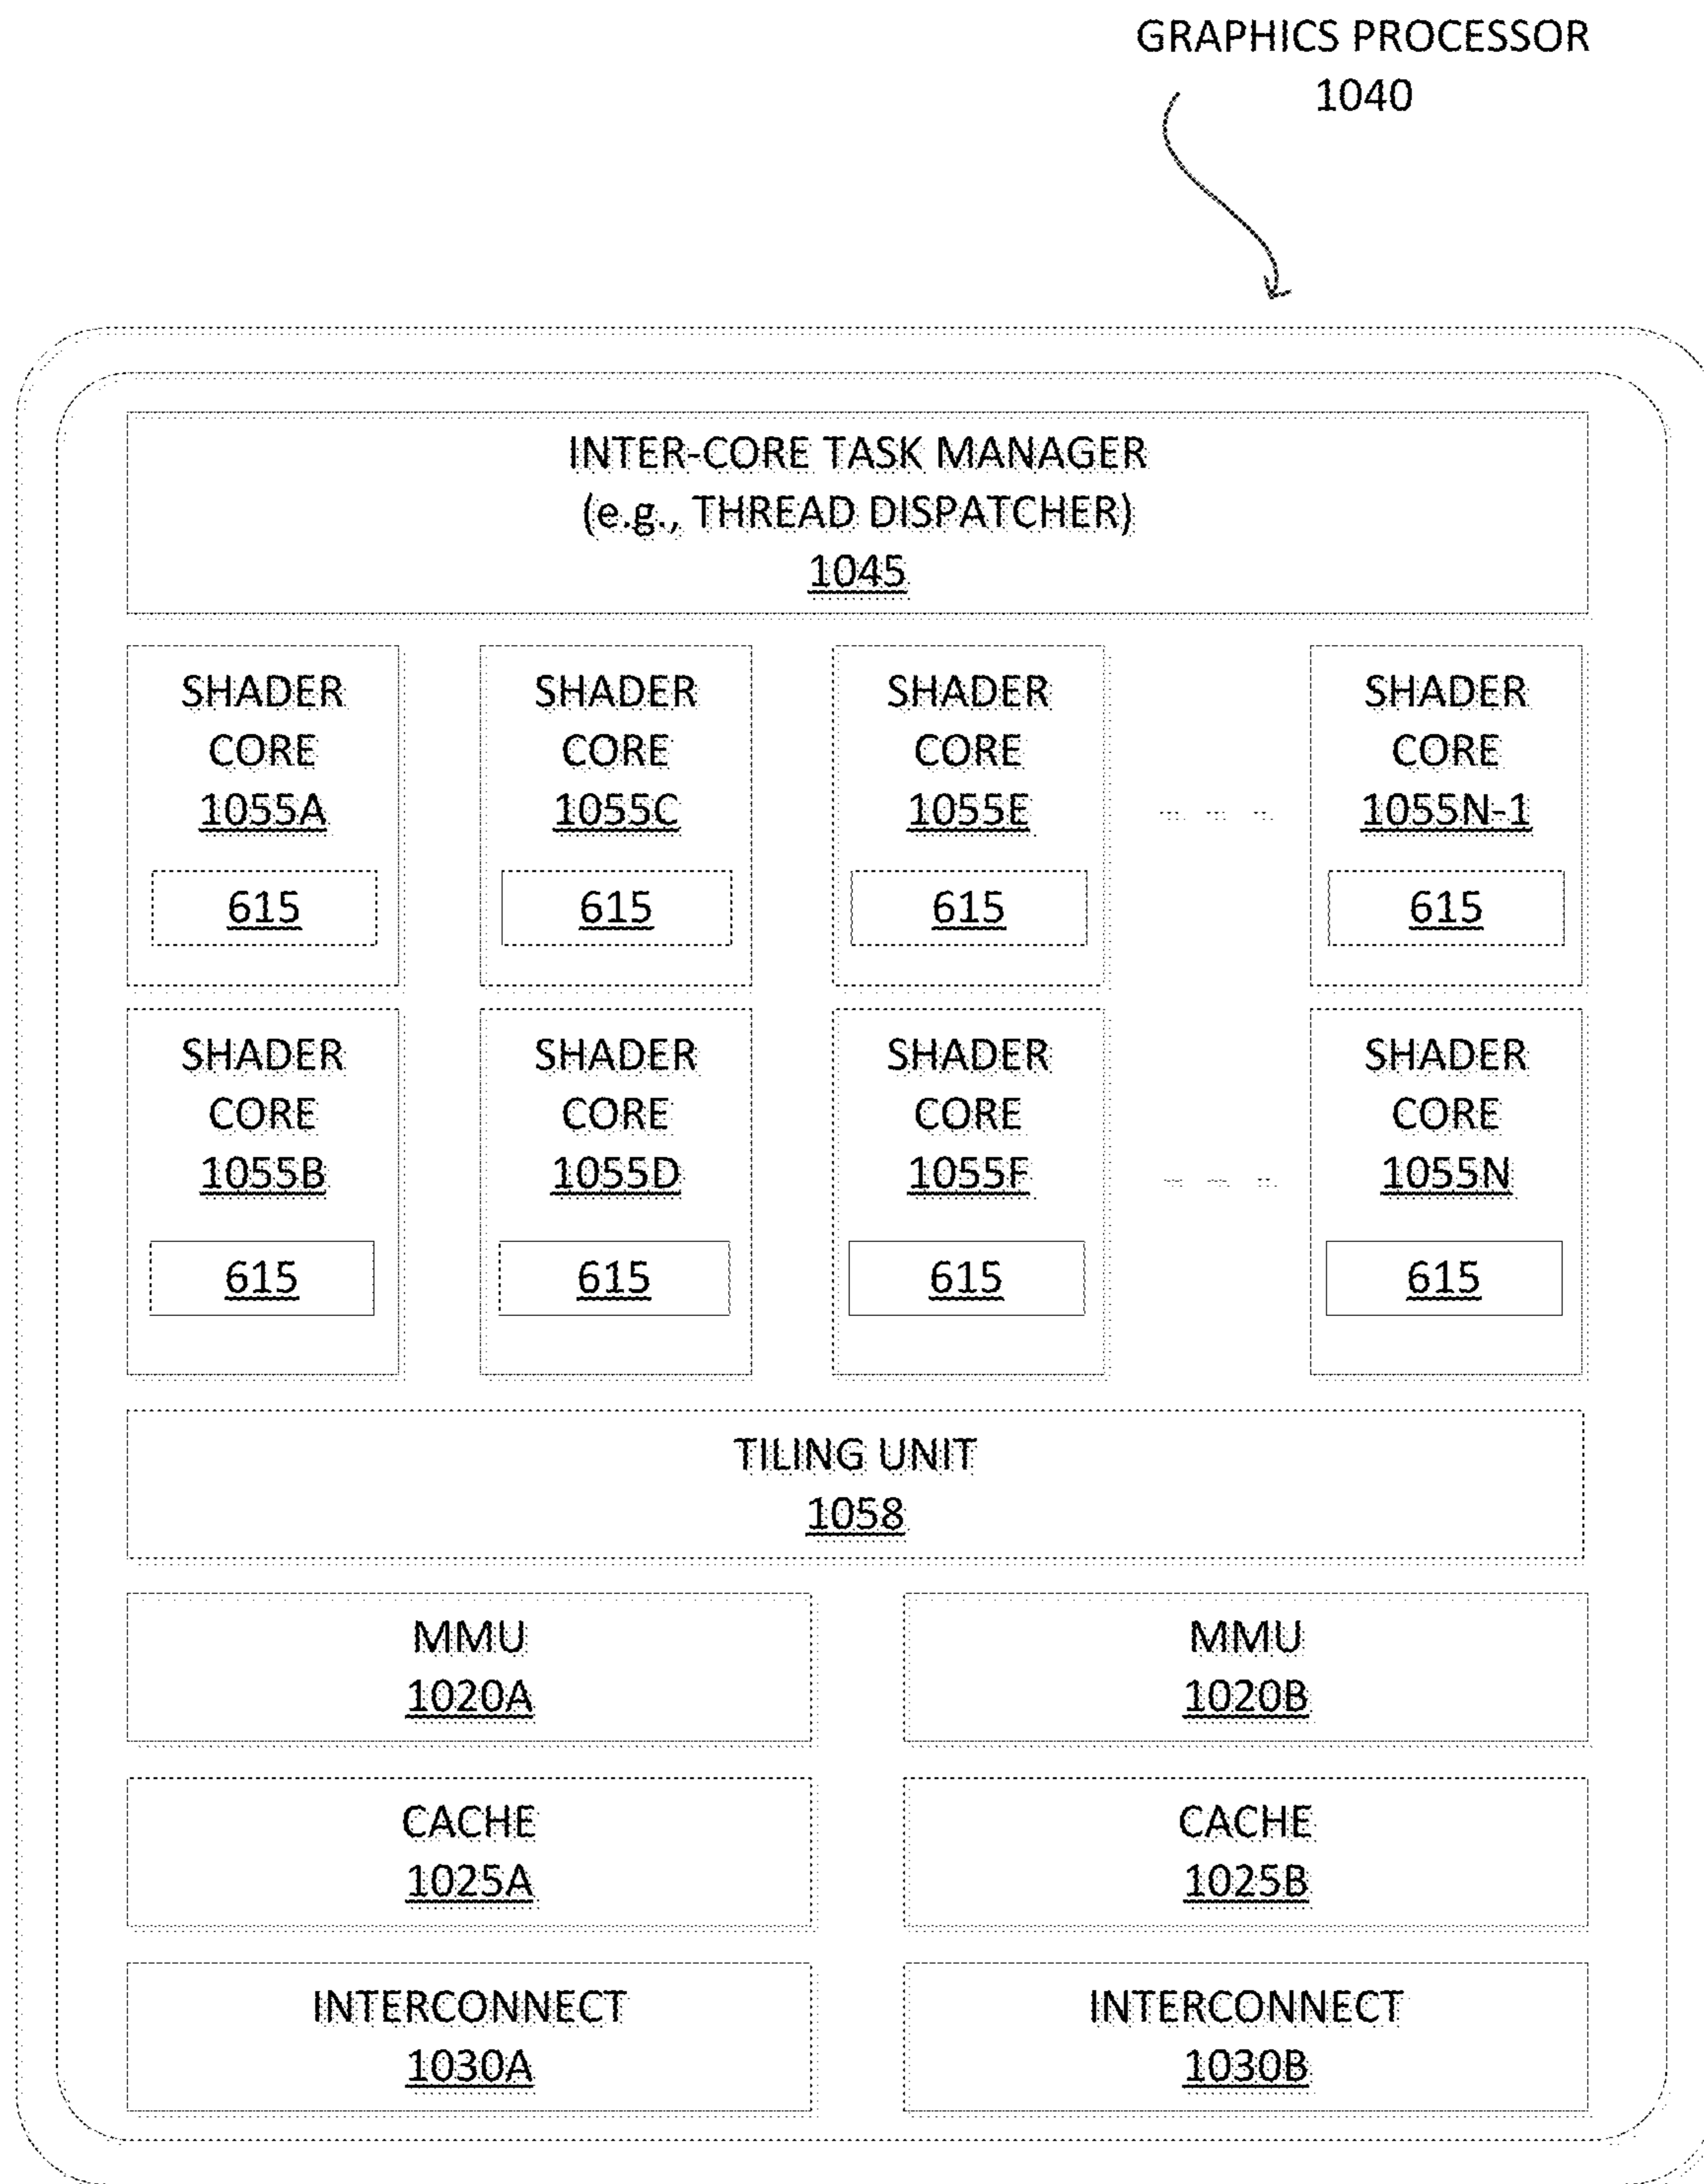 GRAPHICS PROCESSOR
1040
INTER-CORE TASK MANAGER
(e.g., THREAD DISPATCHER)
1045
SHADER
CORE
1055A
615
SHADER
CORE
1055C
615
SHADER
CORE
1055E
615
SHADER
CORE
1055N-1
615
SHADER
CORE
1055B
615
SHADER
CORE
1055D
615
SHADER
CORE
1055F
615
SHADER
CORE
1055N
615
TILING UNIT
1058
MMU
1020A
MMU
1020B
CACHE
1025A
CACHE
1025B
INTERCONNECT
1030A
INTERCONNECT
1030B